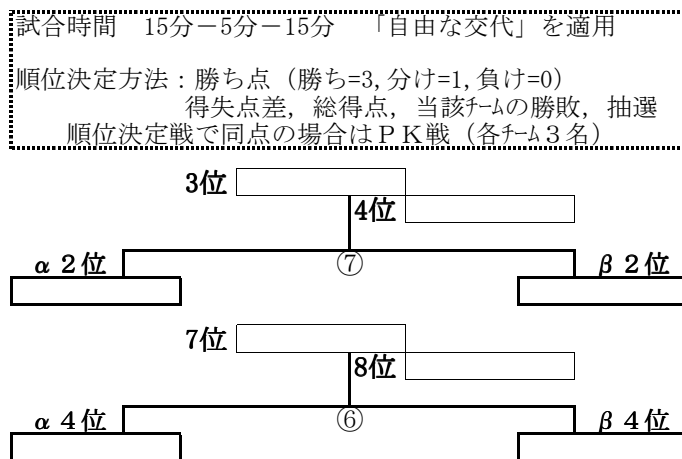 試合時間　15分－5分－15分　「自由な交代」を適用
順位決定方法：勝ち点（勝ち=3,分け=1,負け=0）
得失点差，総得点，当該ﾁｰﾑの勝敗，抽選
順位決定戦で同点の場合はＰＫ戦（各ﾁｰﾑ３名）
3位
4位
α２位
⑦
β２位
7位
8位
α４位
⑥
β４位